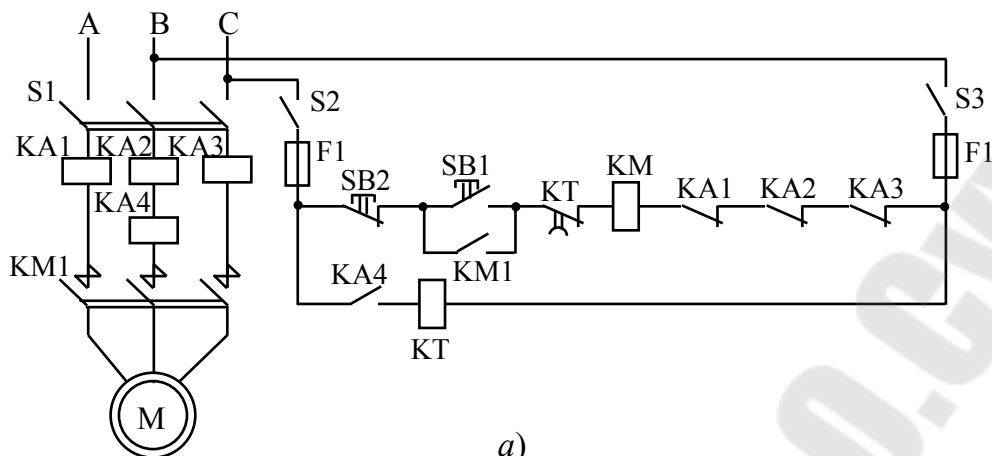 A B C
S1 S2 S3
KA1 KA2 KA3 F1 F1
SB2 SB1 KT KM KA1 KA2 KA3
KA4
KM1 KM1
KA4
KT
M
а)